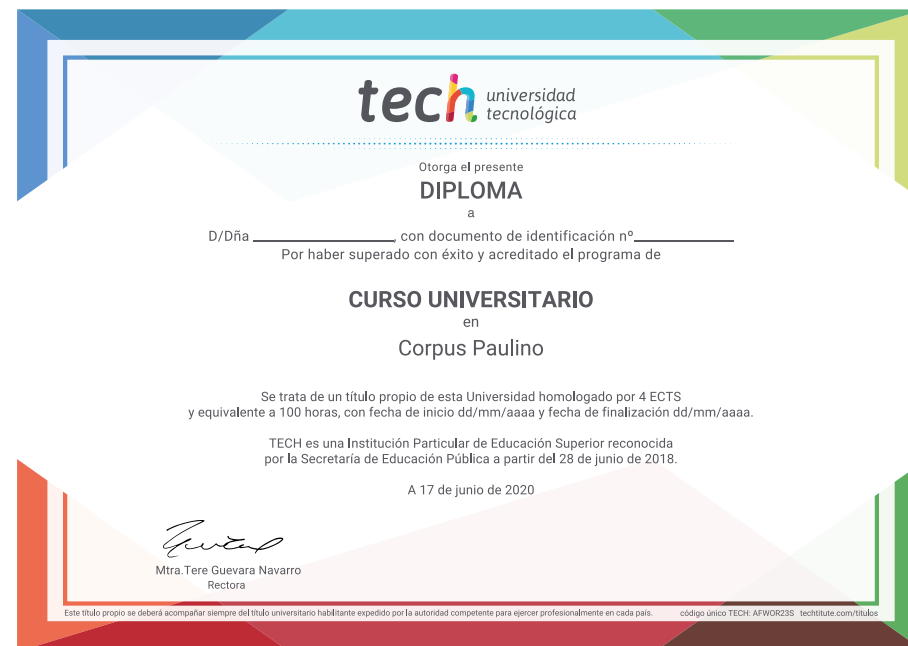 tech universidad
tecnológica
Otorga el presente
DIPLOMA
a
D/Dña ________________, con documento de identificación nº____________
Por haber superado con éxito y acreditado el programa de
CURSO UNIVERSITARIO
en
Corpus Paulino
Se trata de un título propio de esta Universidad homologado por 4 ECTS
y equivalente a 100 horas, con fecha de inicio dd/mm/aaaa y fecha de finalización dd/mm/aaaa.
TECH es una Institución Particular de Educación Superior reconocida
por la Secretaría de Educación Pública a partir del 28 de junio de 2018.
A 17 de junio de 2020
Mtra.Tere Guevara Navarro
Rectora
Este título propio se deberá acompañar siempre del título universitario habilitante expedido por la autoridad competente para ejercer profesionalmente en cada país. código único TECH: AFWOR23S techtitute.com/titulos